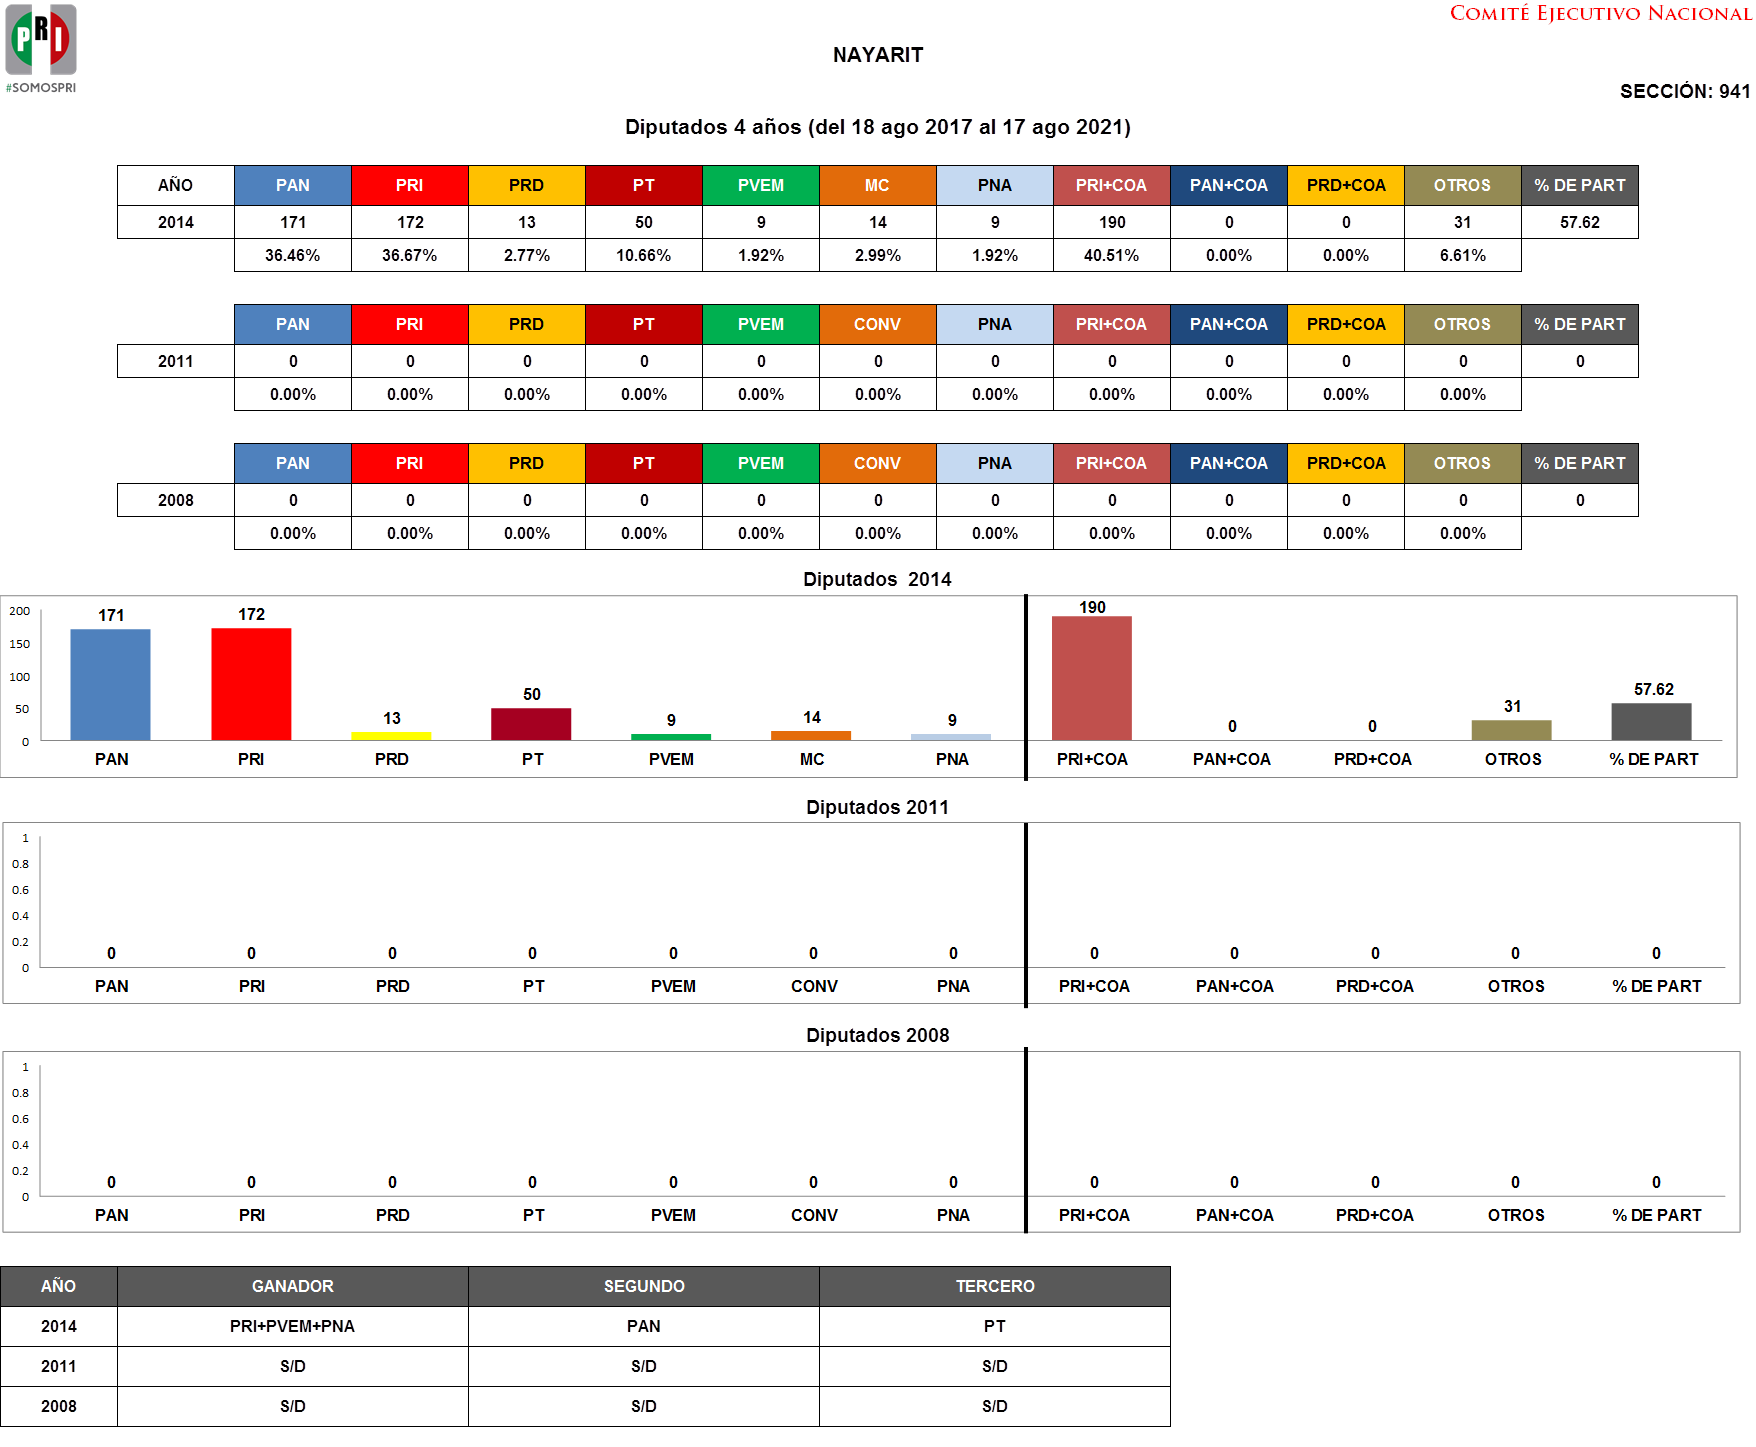 PRI
#SOMOSPRI
COMITÉ EJECUTIVO NACIONAL
NAYARIT
SECCIÓN: 941
Diputados 4 años (del 18 ago 2017 al 17 ago 2021)
AÑO PAN PRI PRD PT PVEM MC PNA PRI+COA PAN+COA PRD+COA OTROS % DE PART
2014 171 172 13 50 9 14 9 190 0 0 31 57.62
36.46% 36.67% 2.77% 10.66% 1.92% 2.99% 1.92% 40.51% 0.00% 0.00% 6.61%
PAN PRI PRD PT PVEM CONV PNA PRI+COA PAN+COA PRD+COA OTROS % DE PART
2011 0 0 0 0 0 0 0 0 0 0 0 0
0.00% 0.00% 0.00% 0.00% 0.00% 0.00% 0.00% 0.00% 0.00% 0.00% 0.00%
PAN PRI PRD PT PVEM CONV PNA PRI+COA PAN+COA PRD+COA OTROS % DE PART
2008 0 0 0 0 0 0 0 0 0 0 0 0
0.00% 0.00% 0.00% 0.00% 0.00% 0.00% 0.00% 0.00% 0.00% 0.00% 0.00%
Diputados 2014
200
150
100
50
0
171 172 13 50 9 14 9 190 0 0 31 57.62
PAN PRI PRD PT PVEM MC PNA PRI+COA PAN+COA PRD+COA OTROS % DE PART
Diputados 2011
1
0.8
0.6
0.4
0.2
0
0 0 0 0 0 0 0 0 0 0 0 0
PAN PRI PRD PT PVEM CONV PNA PRI+COA PAN+COA PRD+COA OTROS % DE PART
Diputados 2008
1
0.8
0.6
0.4
0.2
0
0 0 0 0 0 0 0 0 0 0 0 0
PAN PRI PRD PT PVEM CONV PNA PRI+COA PAN+COA PRD+COA OTROS % DE PART
AÑO GANADOR SEGUNDO TERCERO
2014 PRI+PVEM+PNA PAN PT
2011 S/D S/D S/D
2008 S/D S/D S/D